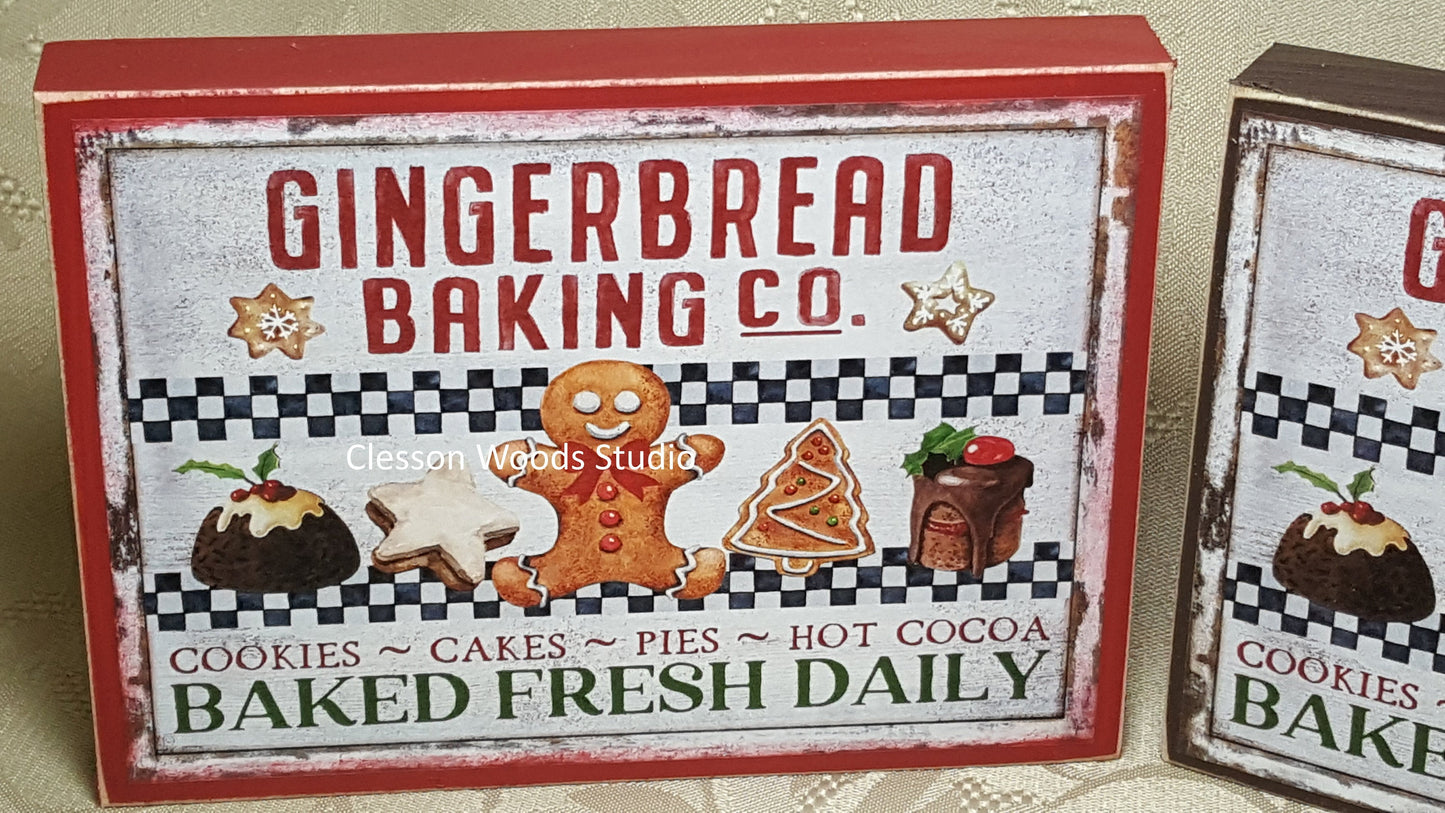 GINGERBREAD
BAKING CO.
Clesson Woods Studio
COOKIES ~ CAKES ~ PIES ~ HOT COCOA
BAKED FRESH DAILY
G
COOKIES ~
BAKE